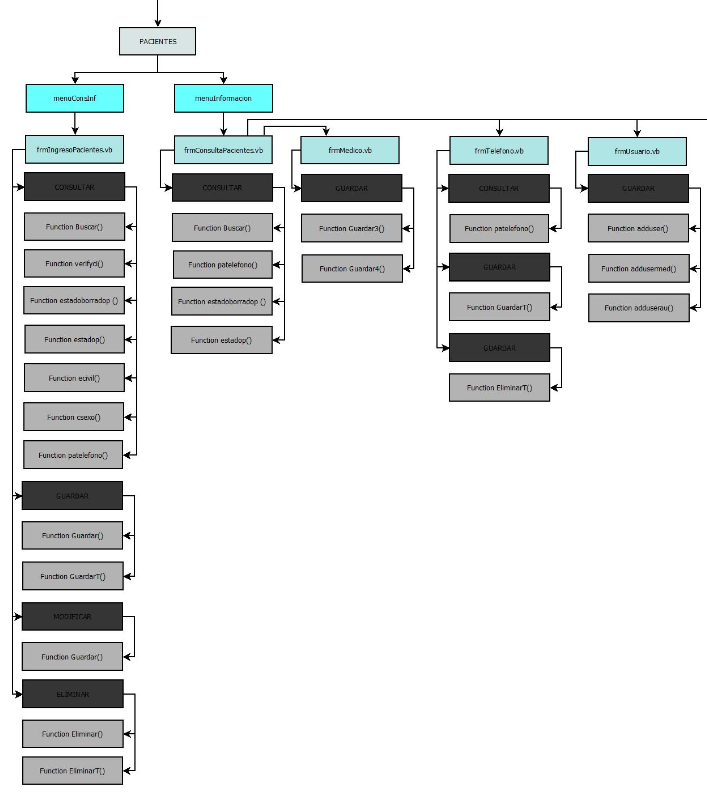 PACIENTES
menuConsInf
menuInformacion
frmIngresoPacientes.vb
frmConsultaPacientes.vb
frmMedico.vb
frmTelefono.vb
frmUsuario.vb
CONSULTAR
Function Buscar()
Function verifyci()
Function estadoborradop ()
Function estadop()
Function ecivil()
Function csexo()
Function patelefono()
GUARDAR
Function Guardar()
Function GuardarT()
MODIFICAR
Function Guardar()
ELIMINAR
Function Eliminar()
Function EliminarT()
CONSULTAR
Function Buscar()
Function patelefono()
Function estadoborradop ()
Function estadop()
GUARDAR
Function Guardar3()
Function Guardar4()
CONSULTAR
Function patelefono()
GUARDAR
Function GuardarT()
GUARDAR
Function EliminarT()
GUARDAR
Function adduser()
Function addusermed()
Function adduserau()